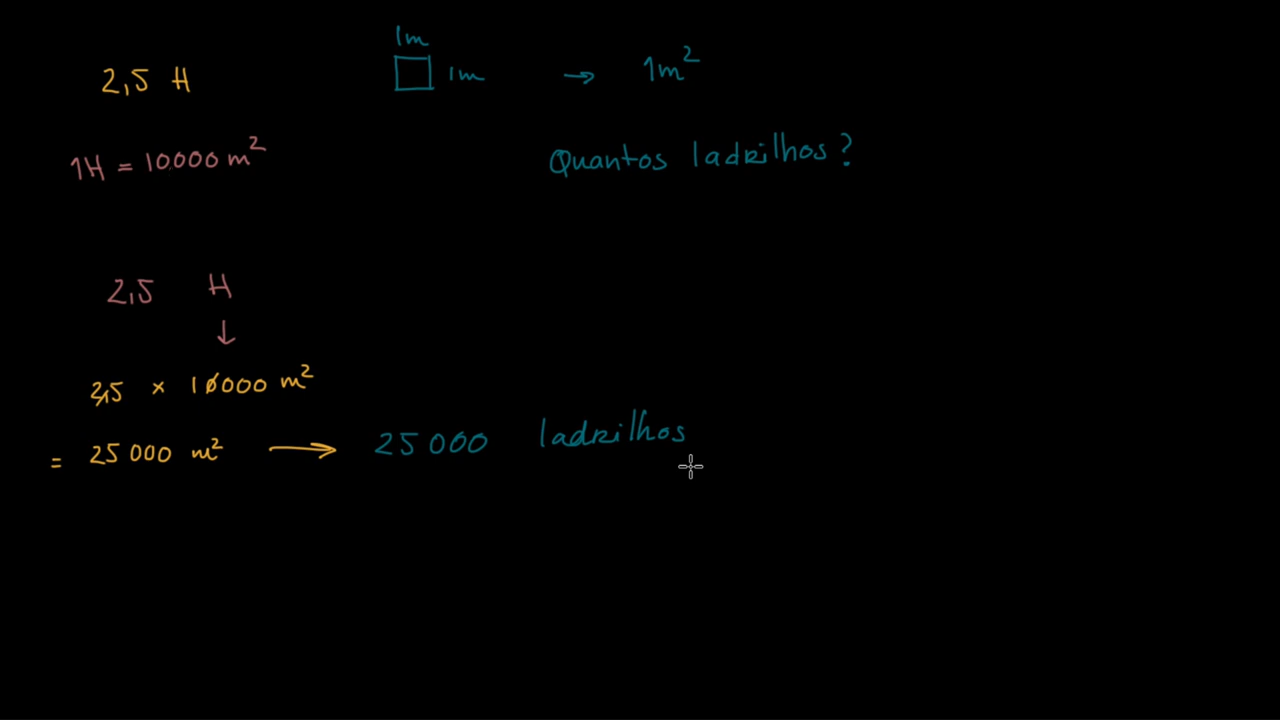 1m
2,5 H
1m → 1m²
1H = 10000 m²
Quantos ladrilhos?
2,5 H
↓
2,5 × 10000 m²
= 25 000 m² → 25 000 ladrilhos